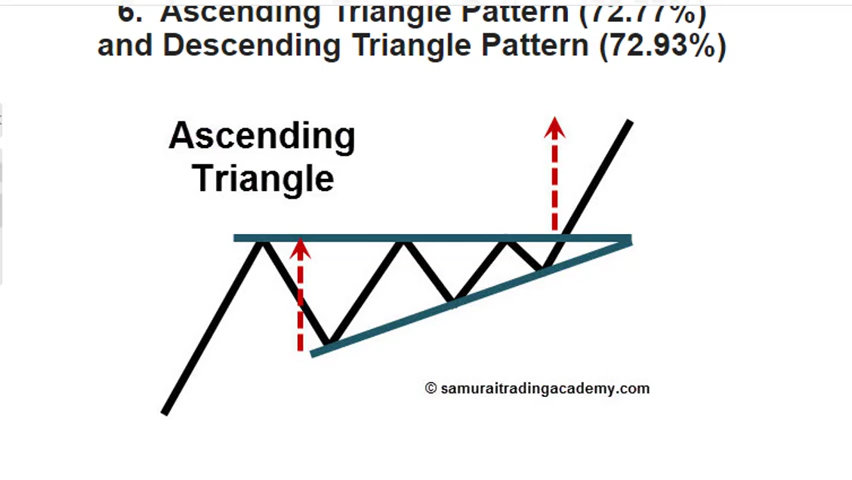 6. Ascending Triangle Pattern (72.77%)
and Descending Triangle Pattern (72.93%)
Ascending
Triangle
© samuraitradingacademy.com